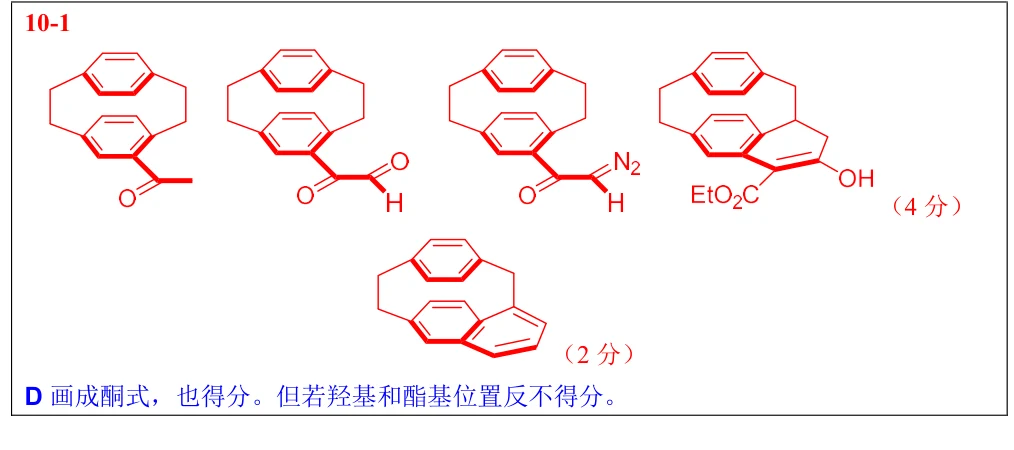 10-1
O
O
O
H
O
N2
H
EtO2C
OH
(4 分)
(2 分)
D 画成酮式，也得分。但若羟基和酯基位置反不得分。